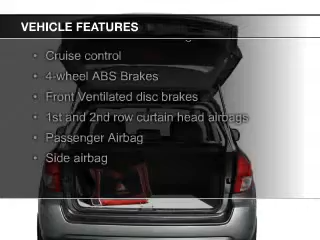 VEHICLE FEATURES
• Cruise control
• 4-wheel ABS Brakes
• Front Ventilated disc brakes
• 1st and 2nd row curtain head airbags
• Passenger Airbag
• Side airbag